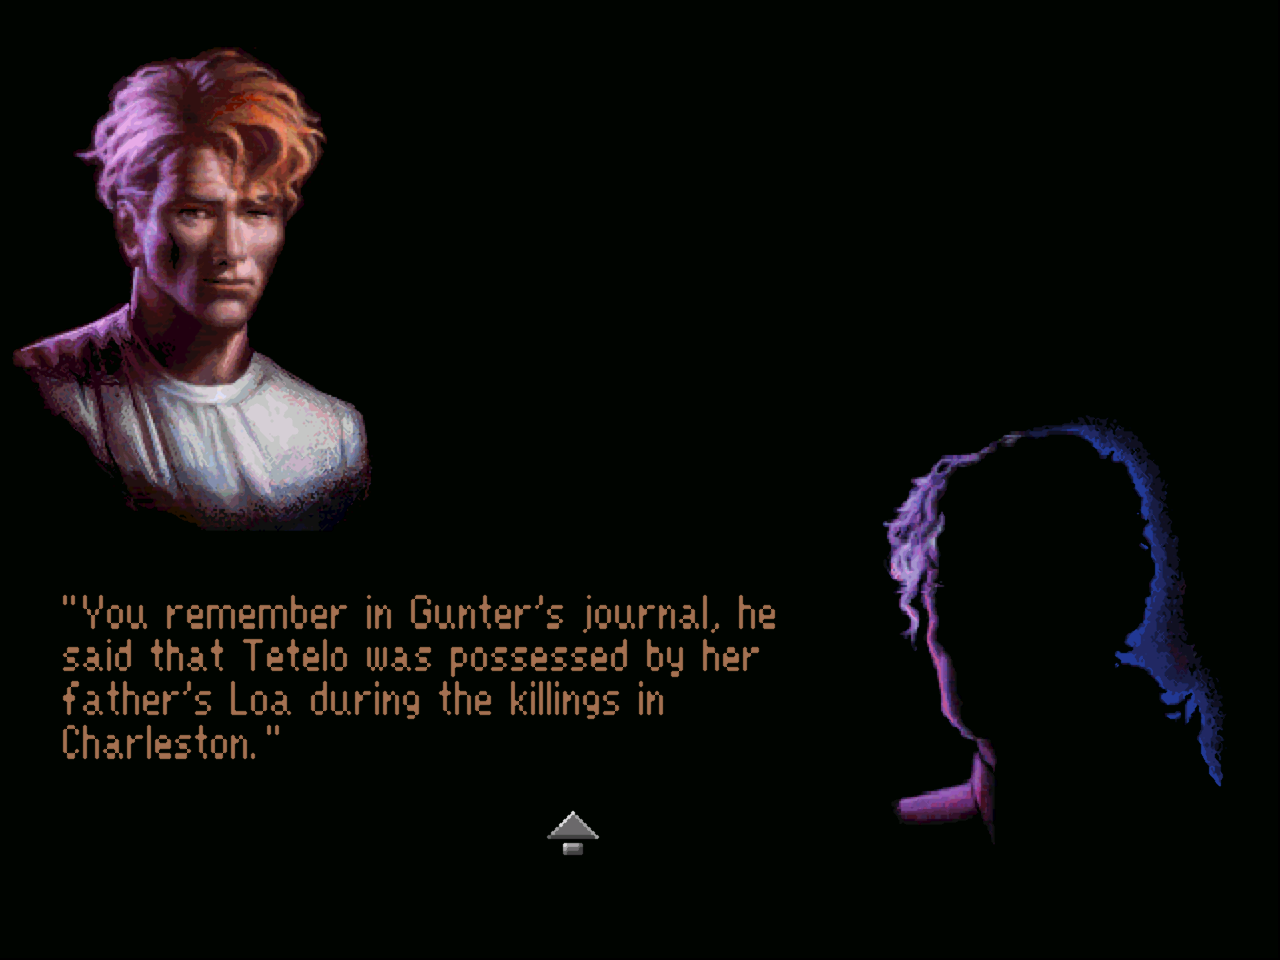 "You remember in Gunter's journal, he
said that Tetelo was possessed by her
father's Loa during the killings in
Charleston."